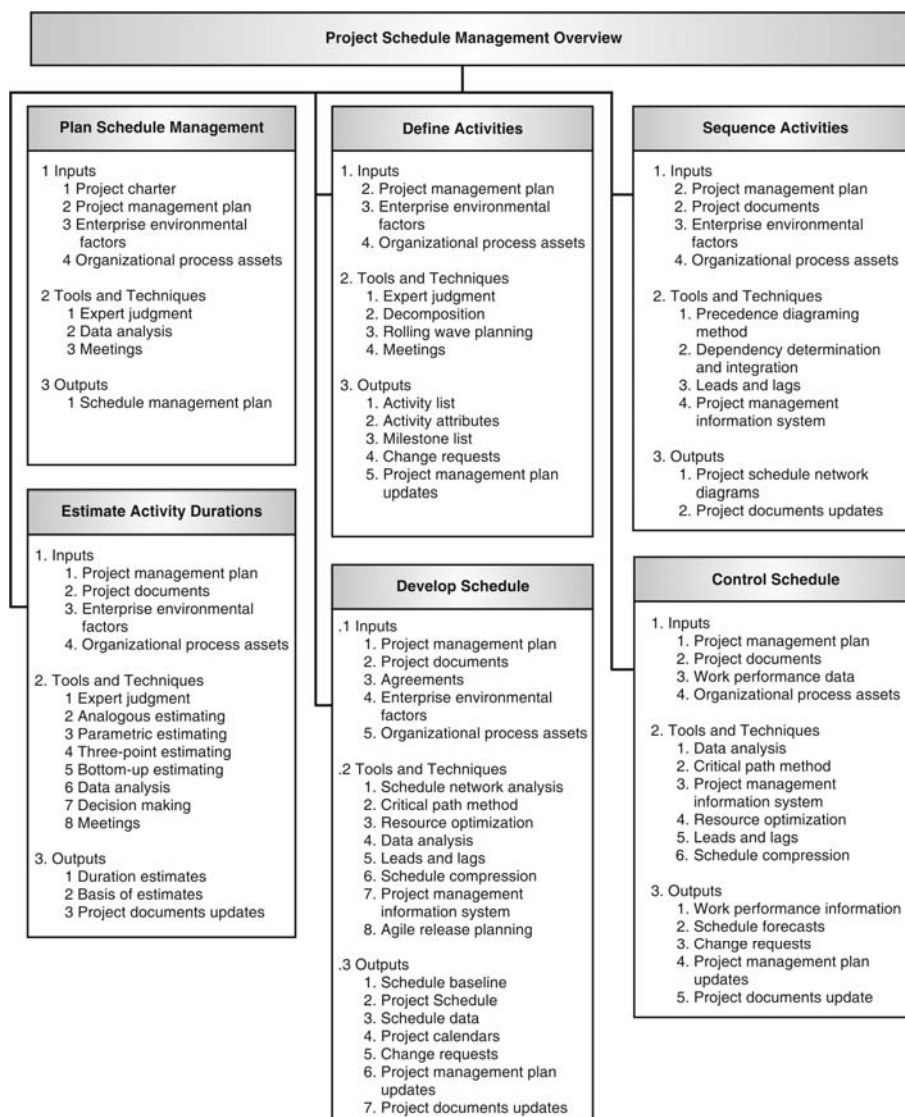 Project Schedule Management Overview
Plan Schedule Management
1 Inputs
1 Project charter
2 Project management plan
3 Enterprise environmental
factors
4 Organizational process assets
2 Tools and Techniques
1 Expert judgment
2 Data analysis
3 Meetings
3 Outputs
1 Schedule management plan
Define Activities
1. Inputs
2. Project management plan
3. Enterprise environmental
factors
4. Organizational process assets
2. Tools and Techniques
1. Expert judgment
2. Decomposition
3. Rolling wave planning
4. Meetings
3. Outputs
1. Activity list
2. Activity attributes
3. Milestone list
4. Change requests
5. Project management plan
updates
Sequence Activities
1. Inputs
2. Project management plan
2. Project documents
3. Enterprise environmental
factors
4. Organizational process assets
2. Tools and Techniques
1. Precedence diagraming
method
2. Dependency determination
and integration
3. Leads and lags
4. Project management
information system
3. Outputs
1. Project schedule network
diagrams
2. Project documents updates
Estimate Activity Durations
1. Inputs
1. Project management plan
2. Project documents
3. Enterprise environmental
factors
4. Organizational process assets
2. Tools and Techniques
1 Expert judgment
2 Analogous estimating
3 Parametric estimating
4 Three-point estimating
5 Bottom-up estimating
6 Data analysis
7 Decision making
8 Meetings
3. Outputs
1 Duration estimates
2 Basis of estimates
3 Project documents updates
Develop Schedule
.1 Inputs
1. Project management plan
2. Project documents
3. Agreements
4. Enterprise environmental
factors
5. Organizational process assets
.2 Tools and Techniques
1. Schedule network analysis
2. Critical path method
3. Resource optimization
4. Data analysis
5. Leads and lags
6. Schedule compression
7. Project management
information system
8. Agile release planning
.3 Outputs
1. Schedule baseline
2. Project Schedule
3. Schedule data
4. Project calendars
5. Change requests
6. Project management plan
updates
7. Project documents updates
Control Schedule
1. Inputs
1. Project management plan
2. Project documents
3. Work performance data
4. Organizational process assets
2. Tools and Techniques
1. Data analysis
2. Critical path method
3. Project management
information system
4. Resource optimization
5. Leads and lags
6. Schedule compression
3. Outputs
1. Work performance information
2. Schedule forecasts
3. Change requests
4. Project management plan
updates
5. Project documents update